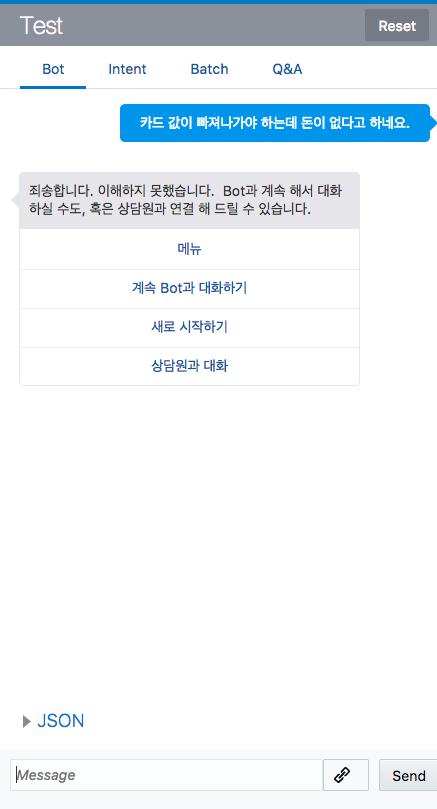 Test
Reset
Bot Intent Batch Q&A
카드 값이 빠져나가야 하는데 돈이 없다고 하네요.
죄송합니다. 이해하지 못했습니다. Bot과 계속 해서 대화
하실 수도, 혹은 상담원과 연결 해 드릴 수 있습니다.
메뉴
계속 Bot과 대화하기
새로 시작하기
상담원과 대화
JSON
Message
Send